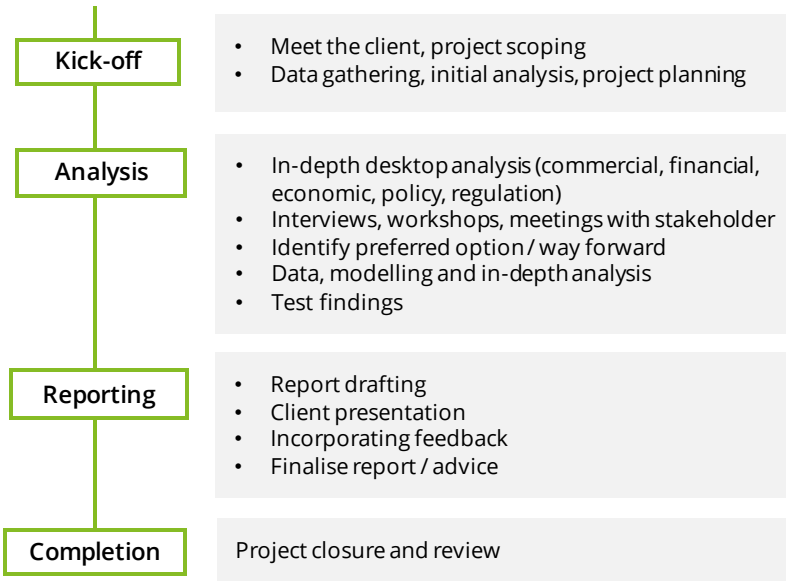 Kick-off
• Meet the client, project scoping
• Data gathering, initial analysis, project planning
Analysis
• In-depth desktop analysis (commercial, financial,
economic, policy, regulation)
• Interviews, workshops, meetings with stakeholder
• Identify preferred option / way forward
• Data, modelling and in-depth analysis
• Test findings
Reporting
• Report drafting
• Client presentation
• Incorporating feedback
• Finalise report / advice
Completion
Project closure and review